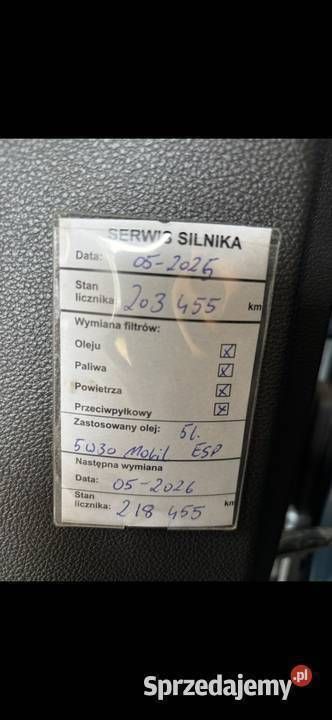 SERWIS SILNIKA
Data: 05-2025
Stan licznika: 203 455 km
Wymiana filtrów:
Oleju
Paliwa
Powietrza
Przeciwpyłkowy
Zastosowany olej: 5l.
5W30 Mobil ESP
Następna wymiana
Data: 05-2026
Stan licznika: 218 455 km
Sprzedajemy.pl